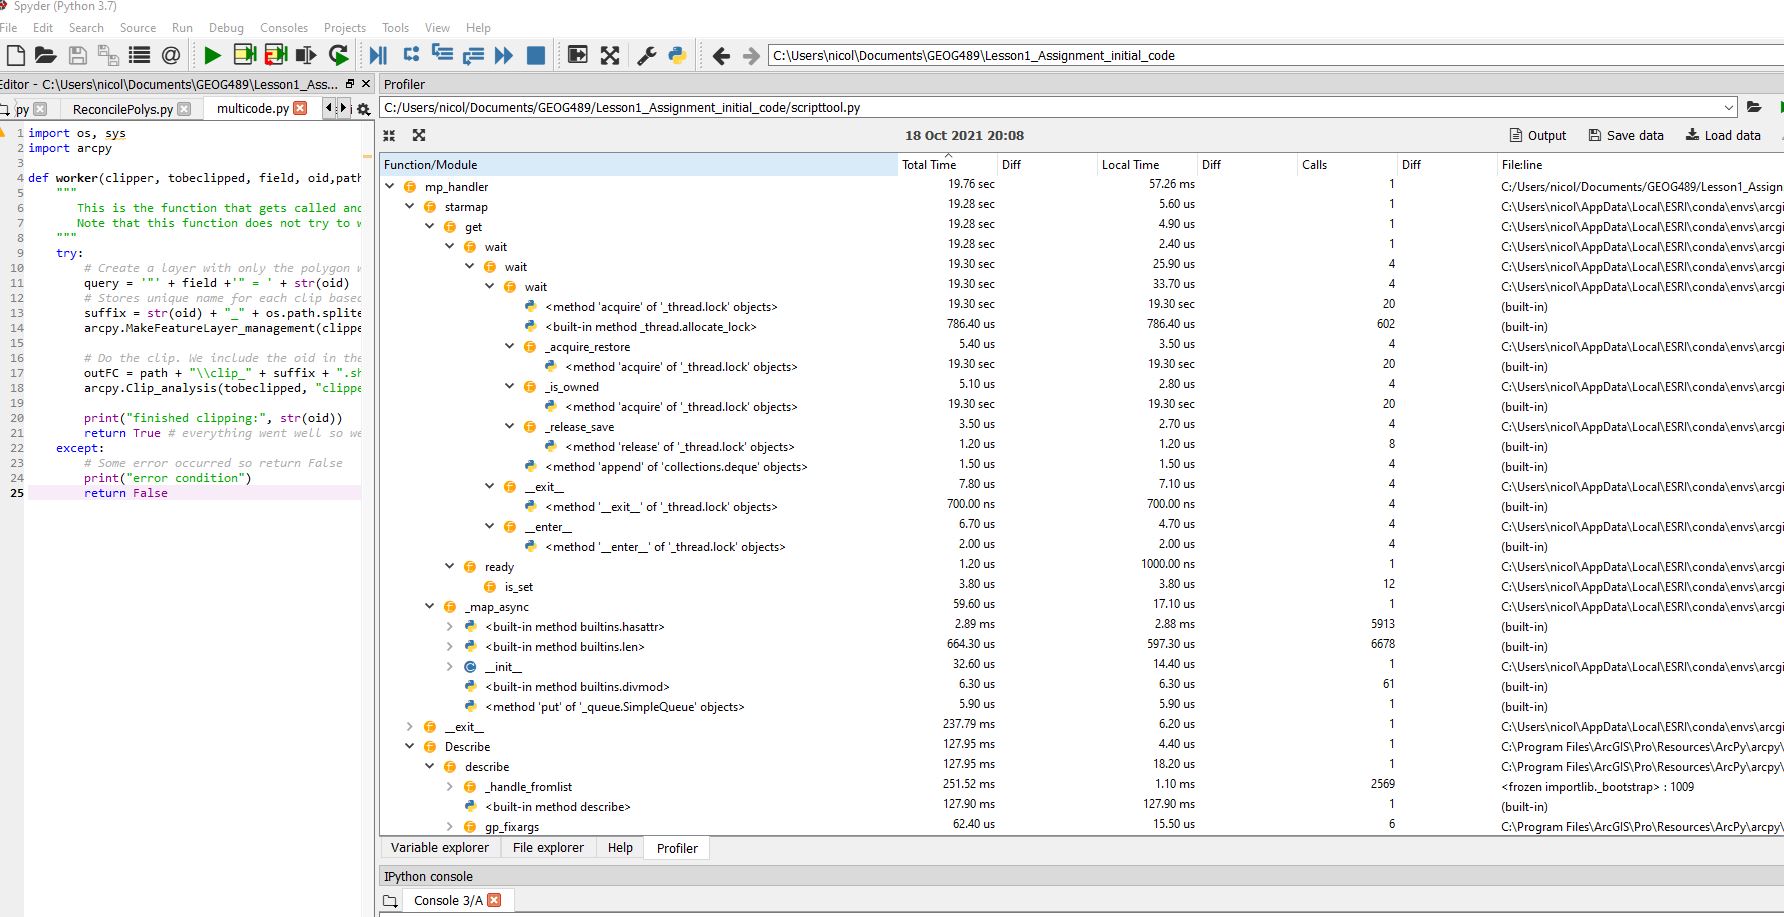 Spyder (Python 3.7)
File Edit Search Source Run Debug Consoles Projects Tools View Help
C:\Users\nicol\Documents\GEOG489\Lesson1_Assignment_initial_code
Editor - C:\Users\nicol\Documents\GEOG489\Lesson1_Ass...
py ReconcilePolys.py multicode.py
1 import os, sys
2 import arcpy
3
4 def worker(clipper, tobeclipped, field, oid,path
5 """
6 This is the function that gets called and
7 Note that this function does not try to w
8 """
9 try:
10 # Create a layer with only the polygon w
11 query = '"' + field +'" = ' + str(oid)
12 # Stores unique name for each clip based
13 suffix = str(oid) + "_" + os.path.splite
14 arcpy.MakeFeatureLayer_management(clippe
15
16 # Do the clip. We include the oid in the
17 outFC = path + "\\clip_" + suffix + ".sh
18 arcpy.Clip_analysis(tobeclipped, "clippe
19
20 print("finished clipping:", str(oid))
21 return True # everything went well so we
22 except:
23 # Some error occurred so return False
24 print("error condition")
25 return False
Profiler
C:/Users/nicol/Documents/GEOG489/Lesson1_Assignment_initial_code/scripttool.py
18 Oct 2021 20:08 Output Save data Load data
Function/Module Total Time Diff Local Time Diff Calls Diff File:line
mp_handler 19.76 sec 57.26 ms 1 C:/Users/nicol/Documents/GEOG489/Lesson1_Assign
starmap 19.28 sec 5.60 us 1 C:\Users\nicol\AppData\Local\ESRI\conda\envs\arcgi
get 19.28 sec 4.90 us 1 C:\Users\nicol\AppData\Local\ESRI\conda\envs\arcgi
wait 19.28 sec 2.40 us 1 C:\Users\nicol\AppData\Local\ESRI\conda\envs\arcgi
wait 19.30 sec 25.90 us 4 C:\Users\nicol\AppData\Local\ESRI\conda\envs\arcgi
wait 19.30 sec 33.70 us 4 C:\Users\nicol\AppData\Local\ESRI\conda\envs\arcgi
<method 'acquire' of '_thread.lock' objects> 19.30 sec 19.30 sec 20 (built-in)
<built-in method _thread.allocate_lock> 786.40 us 786.40 us 602 (built-in)
_acquire_restore 5.40 us 3.50 us 4 C:\Users\nicol\AppData\Local\ESRI\conda\envs\arcgi
<method 'acquire' of '_thread.lock' objects> 19.30 sec 19.30 sec 20 (built-in)
_is_owned 5.10 us 2.80 us 4 C:\Users\nicol\AppData\Local\ESRI\conda\envs\arcgi
<method 'acquire' of '_thread.lock' objects> 19.30 sec 19.30 sec 20 (built-in)
_release_save 3.50 us 2.70 us 4 C:\Users\nicol\AppData\Local\ESRI\conda\envs\arcgi
<method 'release' of '_thread.lock' objects> 1.20 us 1.20 us 8 (built-in)
<method 'append' of 'collections.deque' objects> 1.50 us 1.50 us 4 (built-in)
__exit__ 7.80 us 7.10 us 4 C:\Users\nicol\AppData\Local\ESRI\conda\envs\arcgi
<method '__exit__' of '_thread.lock' objects> 700.00 ns 700.00 ns 4 (built-in)
__enter__ 6.70 us 4.70 us 4 C:\Users\nicol\AppData\Local\ESRI\conda\envs\arcgi
<method '__enter__' of '_thread.lock' objects> 2.00 us 2.00 us 4 (built-in)
ready 1.20 us 1000.00 ns 1 C:\Users\nicol\AppData\Local\ESRI\conda\envs\arcgi
is_set 3.80 us 3.80 us 12 C:\Users\nicol\AppData\Local\ESRI\conda\envs\arcgi
_map_async 59.60 us 17.10 us 1 C:\Users\nicol\AppData\Local\ESRI\conda\envs\arcgi
<built-in method builtins.hasattr> 2.89 ms 2.88 ms 5913 (built-in)
<built-in method builtins.len> 664.30 us 597.30 us 6678 (built-in)
__init__ 32.60 us 14.40 us 1 C:\Users\nicol\AppData\Local\ESRI\conda\envs\arcgi
<built-in method builtins.divmod> 6.30 us 6.30 us 61 (built-in)
<method 'put' of '_queue.SimpleQueue' objects> 5.90 us 5.90 us 1 (built-in)
__exit__ 237.79 ms 6.20 us 1 C:\Users\nicol\AppData\Local\ESRI\conda\envs\arcgi
Describe 127.95 ms 4.40 us 1 C:\Program Files\ArcGIS\Pro\Resources\ArcPy\arcpy\
describe 127.95 ms 18.20 us 1 C:\Program Files\ArcGIS\Pro\Resources\ArcPy\arcpy\
_handle_fromlist 251.52 ms 1.10 ms 2569 <frozen importlib._bootstrap> : 1009
<built-in method describe> 127.90 ms 127.90 ms 1 (built-in)
gp_fixargs 62.40 us 15.50 us 6 C:\Program Files\ArcGIS\Pro\Resources\ArcPy\arcpy\
Variable explorer File explorer Help Profiler
IPython console
Console 3/A